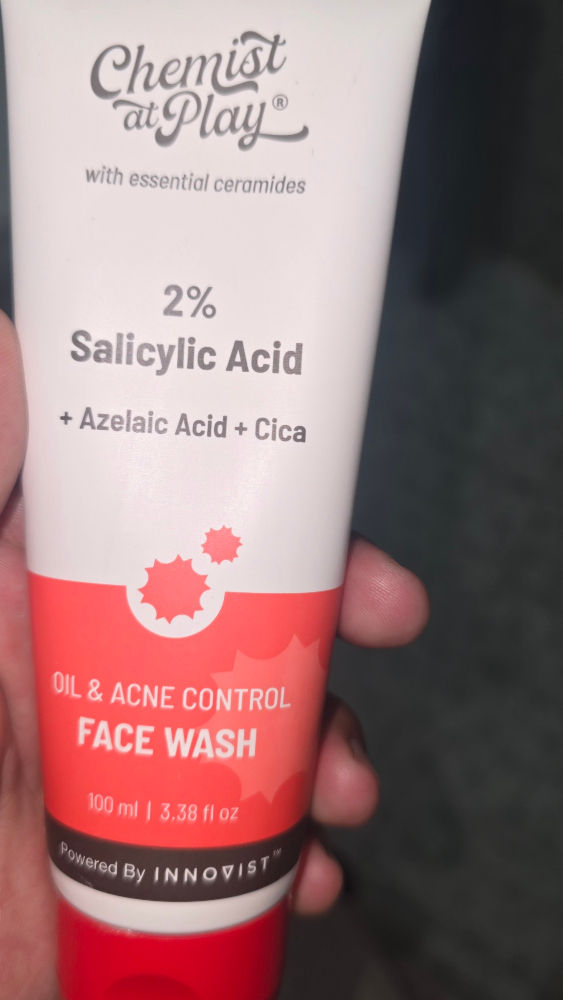 Chemist
at Play®
with essential ceramides
2%
Salicylic Acid
+ Azelaic Acid + Cica
OIL & ACNE CONTROL
FACE WASH
100 ml | 3.38 fl oz
Powered By INNOVIST™